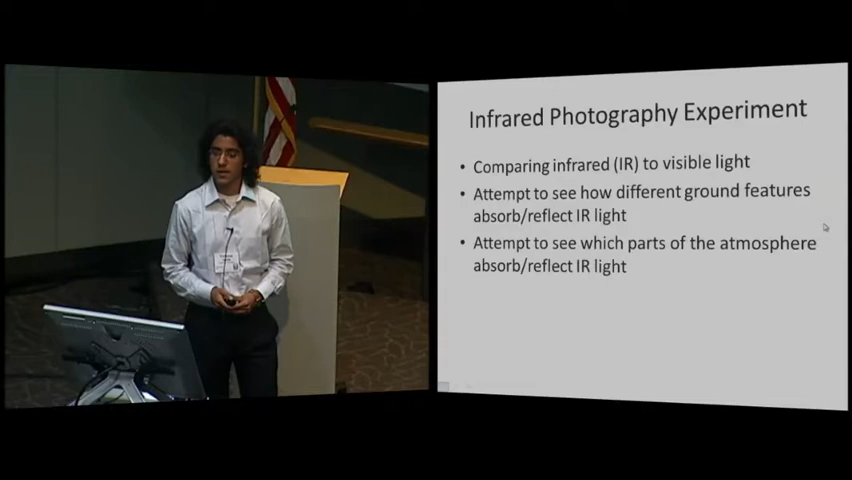 Infrared Photography Experiment
• Comparing infrared (IR) to visible light
• Attempt to see how different ground features
absorb/reflect IR light
• Attempt to see which parts of the atmosphere
absorb/reflect IR light